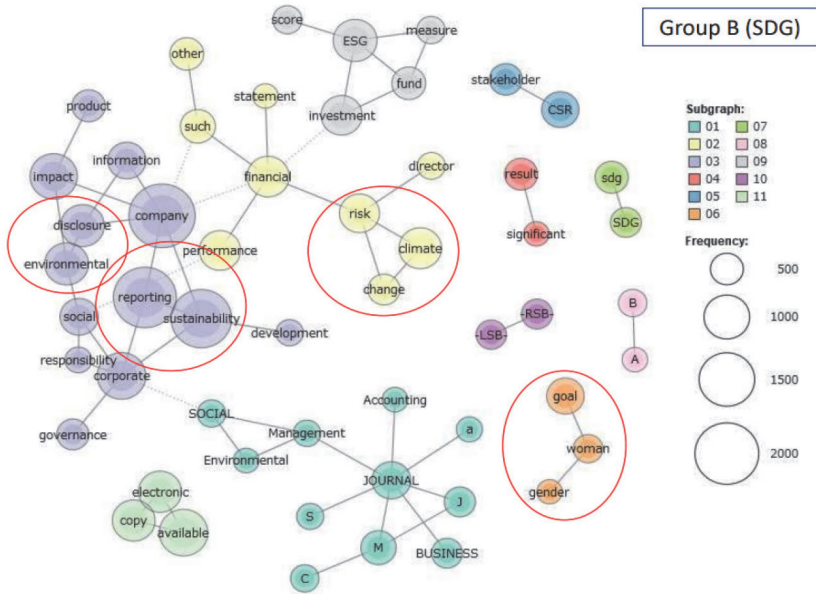 Group B (SDG)
score
ESG
measure
other
fund
stakeholder
CSR
statement
investment
product
such
information
impact
financial
director
result
sdg
company
risk
SDG
disclosure
significant
performance
climate
environmental
change
reporting
sustainability
social
development
-RSB-
-LSB-
B
A
responsibility
corporate
governance
SOCIAL
Accounting
goal
Management
a
Environmental
woman
JOURNAL
electronic
gender
copy
available
S
J
M
BUSINESS
C
Subgraph:
01 07
02 08
03 09
04 10
05 11
06
Frequency:
500
1000
1500
2000